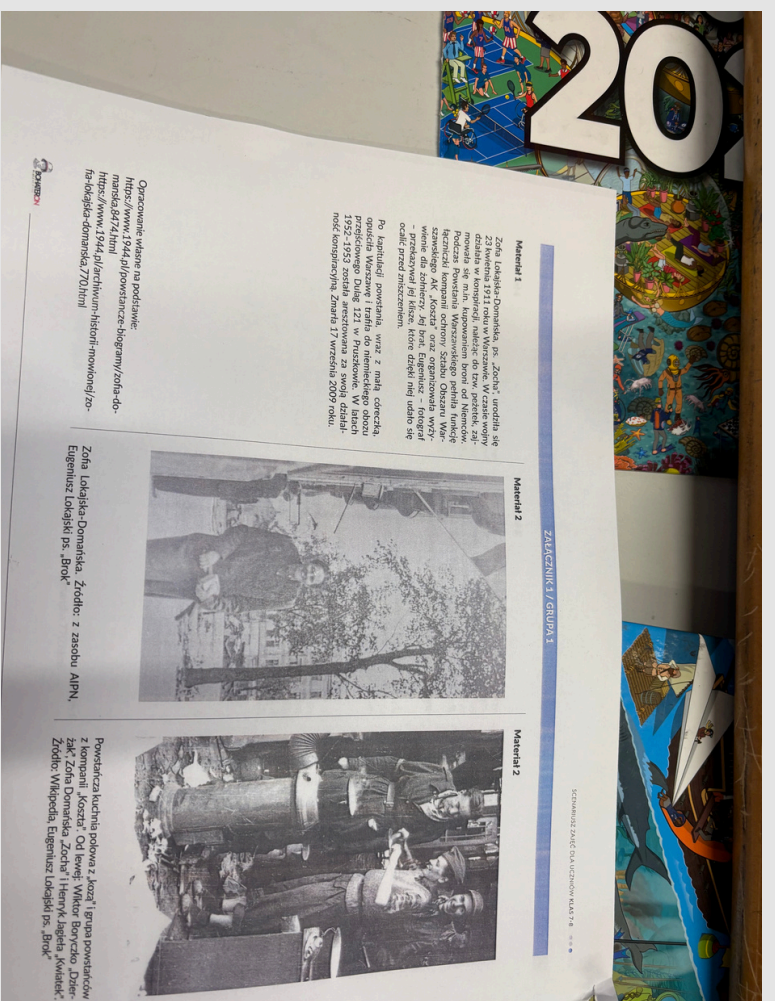 202
SCENARIUSZ ZAJĘĆ DLA UCZNIÓW KLAS 7-8
ZAŁĄCZNIK 1 / GRUPA 1
Materiał 1
Zofia Lokajska-Domańska, ps. „Zocha”, urodziła się
23 kwietnia 1911 roku w Warszawie. W czasie wojny
działała w konspiracji, należąc do tzw. peżetek, zaj-
mowała się m.in. kupowaniem broni od Niemców.
Podczas Powstania Warszawskiego pełniła funkcję
łączniczki kompanii ochrony Sztabu Obszaru War-
szawskiego AK „Koszta” oraz organizowała wyży-
wienie dla żołnierzy. Jej brat, Eugeniusz – fotograf
– przekazywał jej klisze, które dzięki niej udało się
ocalić przed zniszczeniem.
Po kapitulacji powstania, wraz z małą córeczką,
opuściła Warszawę i trafiła do niemieckiego obozu
przejściowego Dulag 121 w Pruszkowie. W latach
1952–1953 została aresztowana za swoją działal-
ność konspiracyjną. Zmarła 17 września 2009 roku.
Opracowanie własne na podstawie:
https://www.1944.pl/powstancze-biogramy/zofia-do-
manska,8474.html
https://www.1944.pl/archiwum-historii-mowionej/zo-
fia-lokajska-domanska,770.html
Materiał 2
Zofia Lokajska-Domańska. Źródło: z zasobu AIPN,
Eugeniusz Lokajski ps. „Brok”
Materiał 2
Powstańcza kuchnia polowa z „kozą” i grupa powstańców
z kompanii „Koszta”. Od lewej: Wiktor Boryczko „Dzier-
żak”, Zofia Domańska „Zocha” i Henryk Jagieła „Kwiatek”.
Źródło: Wikipedia, Eugeniusz Lokajski ps. „Brok”
BOHATERON